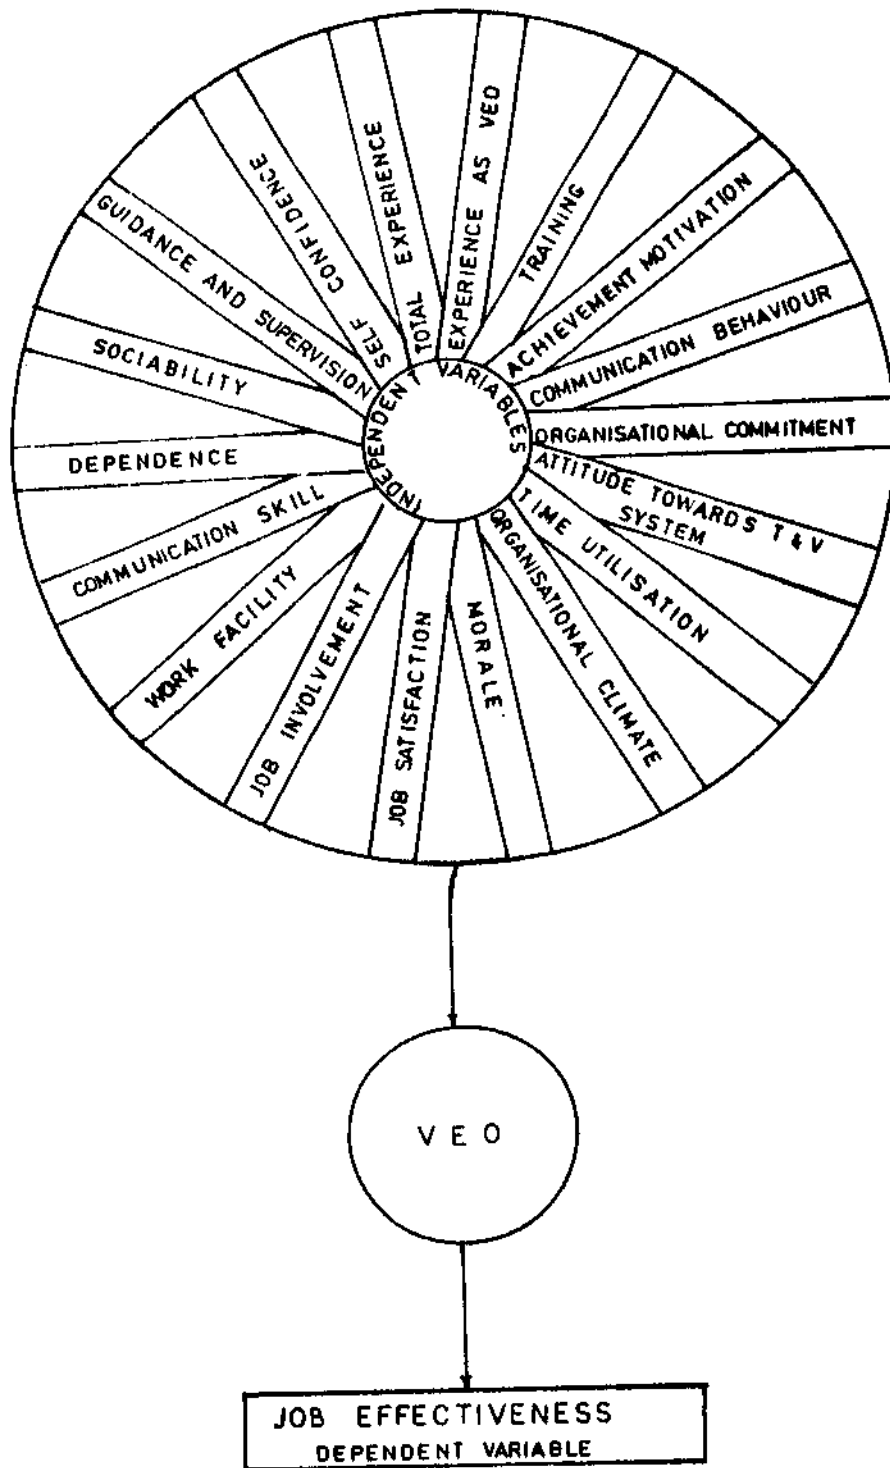 TOTAL EXPERIENCE
EXPERIENCE AS VEO
TRAINING
ACHIEVEMENT MOTIVATION
COMMUNICATION BEHAVIOUR
ORGANISATIONAL COMMITMENT
ATTITUDE TOWARDS T & V
SYSTEM
TIME UTILISATION
ORGANISATIONAL CLIMATE
MORALE
JOB SATISFACTION
JOB INVOLVEMENT
WORK FACILITY
COMMUNICATION SKILL
DEPENDENCE
SOCIABILITY
GUIDANCE AND SUPERVISION
SELF CONFIDENCE
INDEPENDENT VARIABLES
VEO
JOB EFFECTIVENESS
DEPENDENT VARIABLE